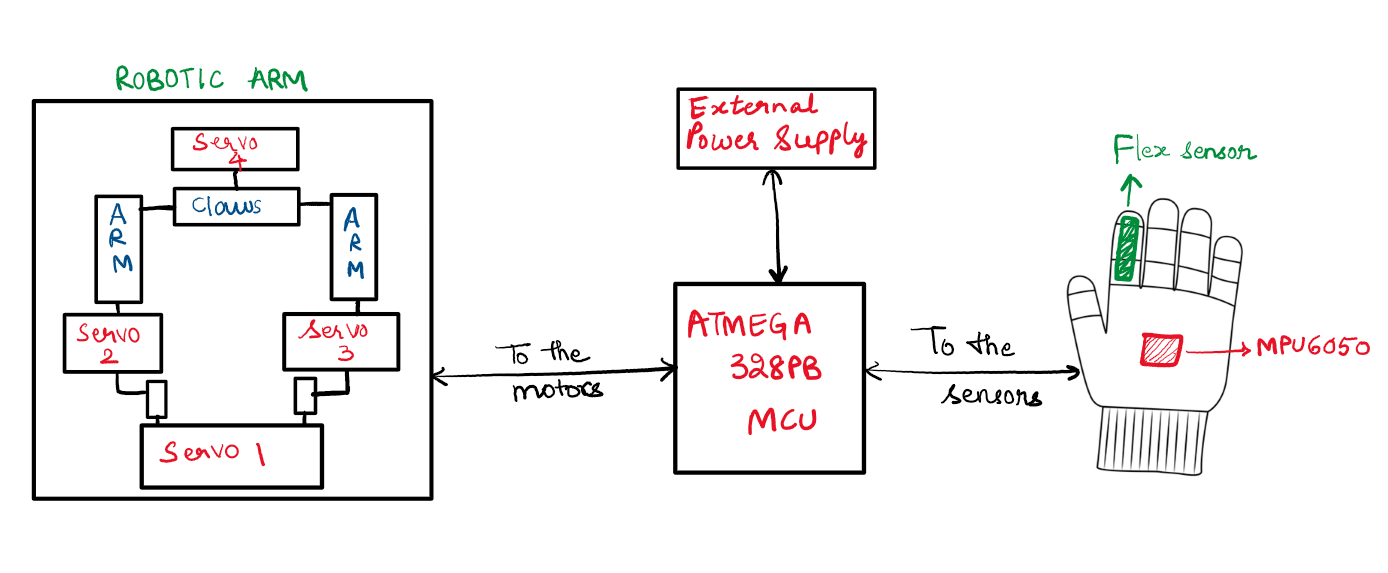 ROBOTIC ARM
Servo
4
Claws
ARM
ARM
Servo
2
Servo
3
Servo 1
To the
motors
External
Power Supply
ATMEGA
328PB
MCU
To the
sensors
Flex sensor
MPU6050